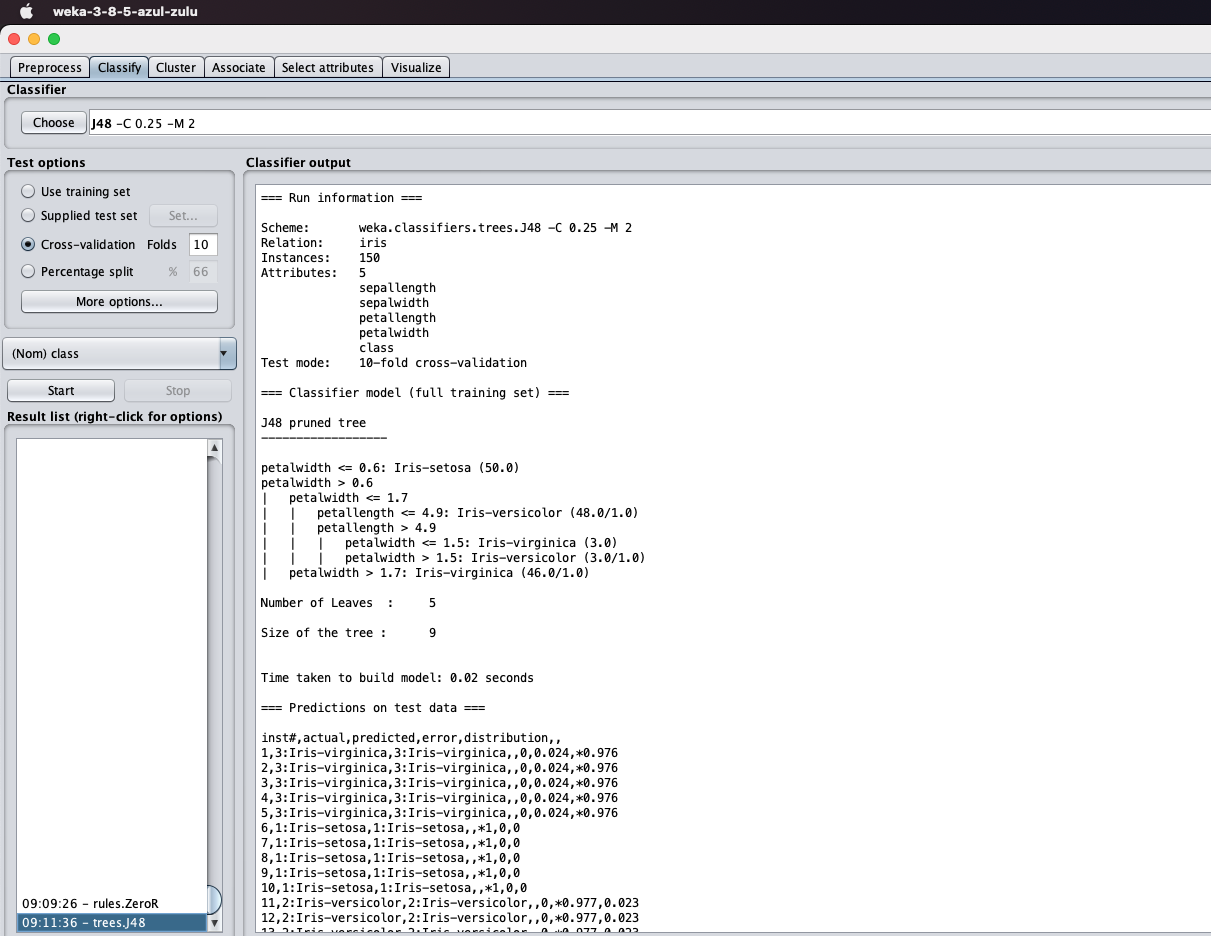 weka-3-8-5-azul-zulu
Preprocess Classify Cluster Associate Select attributes Visualize
Classifier
Choose J48 -C 0.25 -M 2
Test options
Use training set
Supplied test set Set...
Cross-validation Folds 10
Percentage split % 66
More options...
(Nom) class
Start Stop
Result list (right-click for options)
09:09:26 - rules.ZeroR
09:11:36 - trees.J48
Classifier output
=== Run information ===
Scheme: weka.classifiers.trees.J48 -C 0.25 -M 2
Relation: iris
Instances: 150
Attributes: 5
sepallength
sepalwidth
petallength
petalwidth
class
Test mode: 10-fold cross-validation
=== Classifier model (full training set) ===
J48 pruned tree
------------------
petalwidth <= 0.6: Iris-setosa (50.0)
petalwidth > 0.6
|   petalwidth <= 1.7
|   |   petallength <= 4.9: Iris-versicolor (48.0/1.0)
|   |   petallength > 4.9
|   |   |   petalwidth <= 1.5: Iris-virginica (3.0)
|   |   |   petalwidth > 1.5: Iris-versicolor (3.0/1.0)
|   petalwidth > 1.7: Iris-virginica (46.0/1.0)
Number of Leaves  : 5
Size of the tree : 9
Time taken to build model: 0.02 seconds
=== Predictions on test data ===
inst#,actual,predicted,error,distribution,,
1,3:Iris-virginica,3:Iris-virginica,,0,0.024,*0.976
2,3:Iris-virginica,3:Iris-virginica,,0,0.024,*0.976
3,3:Iris-virginica,3:Iris-virginica,,0,0.024,*0.976
4,3:Iris-virginica,3:Iris-virginica,,0,0.024,*0.976
5,3:Iris-virginica,3:Iris-virginica,,0,0.024,*0.976
6,1:Iris-setosa,1:Iris-setosa,,*1,0,0
7,1:Iris-setosa,1:Iris-setosa,,*1,0,0
8,1:Iris-setosa,1:Iris-setosa,,*1,0,0
9,1:Iris-setosa,1:Iris-setosa,,*1,0,0
10,1:Iris-setosa,1:Iris-setosa,,*1,0,0
11,2:Iris-versicolor,2:Iris-versicolor,,0,*0.977,0.023
12,2:Iris-versicolor,2:Iris-versicolor,,0,*0.977,0.023
13,2:Iris-versicolor,2:Iris-versicolor,,0,*0.977,0.023